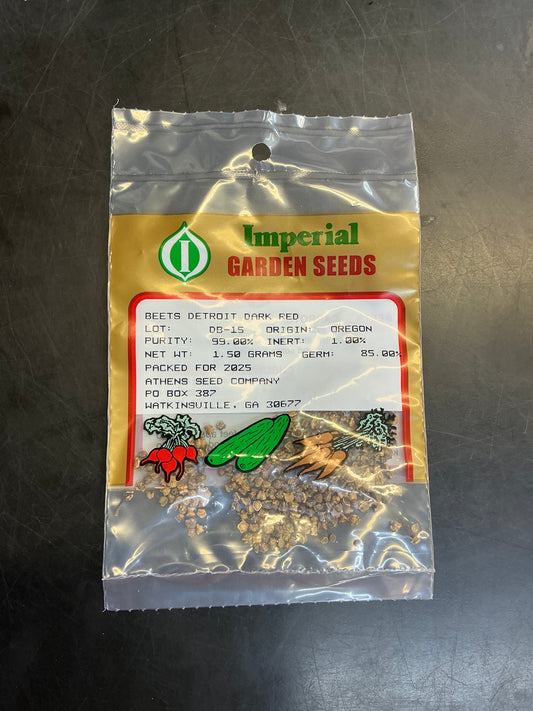 I
Imperial
GARDEN SEEDS
BEETS DETROIT DARK RED
LOT: DB-15 ORIGIN: OREGON
PURITY: 99.00% INERT: 1.00%
NET WT: 1.50 GRAMS GERM: 85.00%
PACKED FOR 2025
ATHENS SEED COMPANY
PO BOX 387
WATKINSVILLE, GA 30677